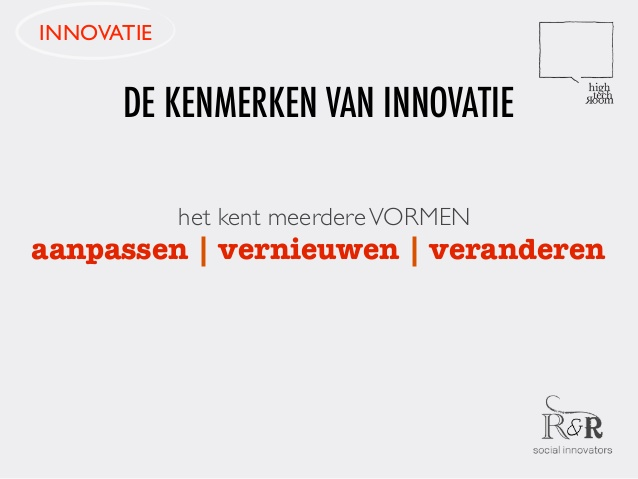 INNOVATIE
high
tech
Room
DE KENMERKEN VAN INNOVATIE
het kent meerdere VORMEN
aanpassen | vernieuwen | veranderen
R&R
social innovators